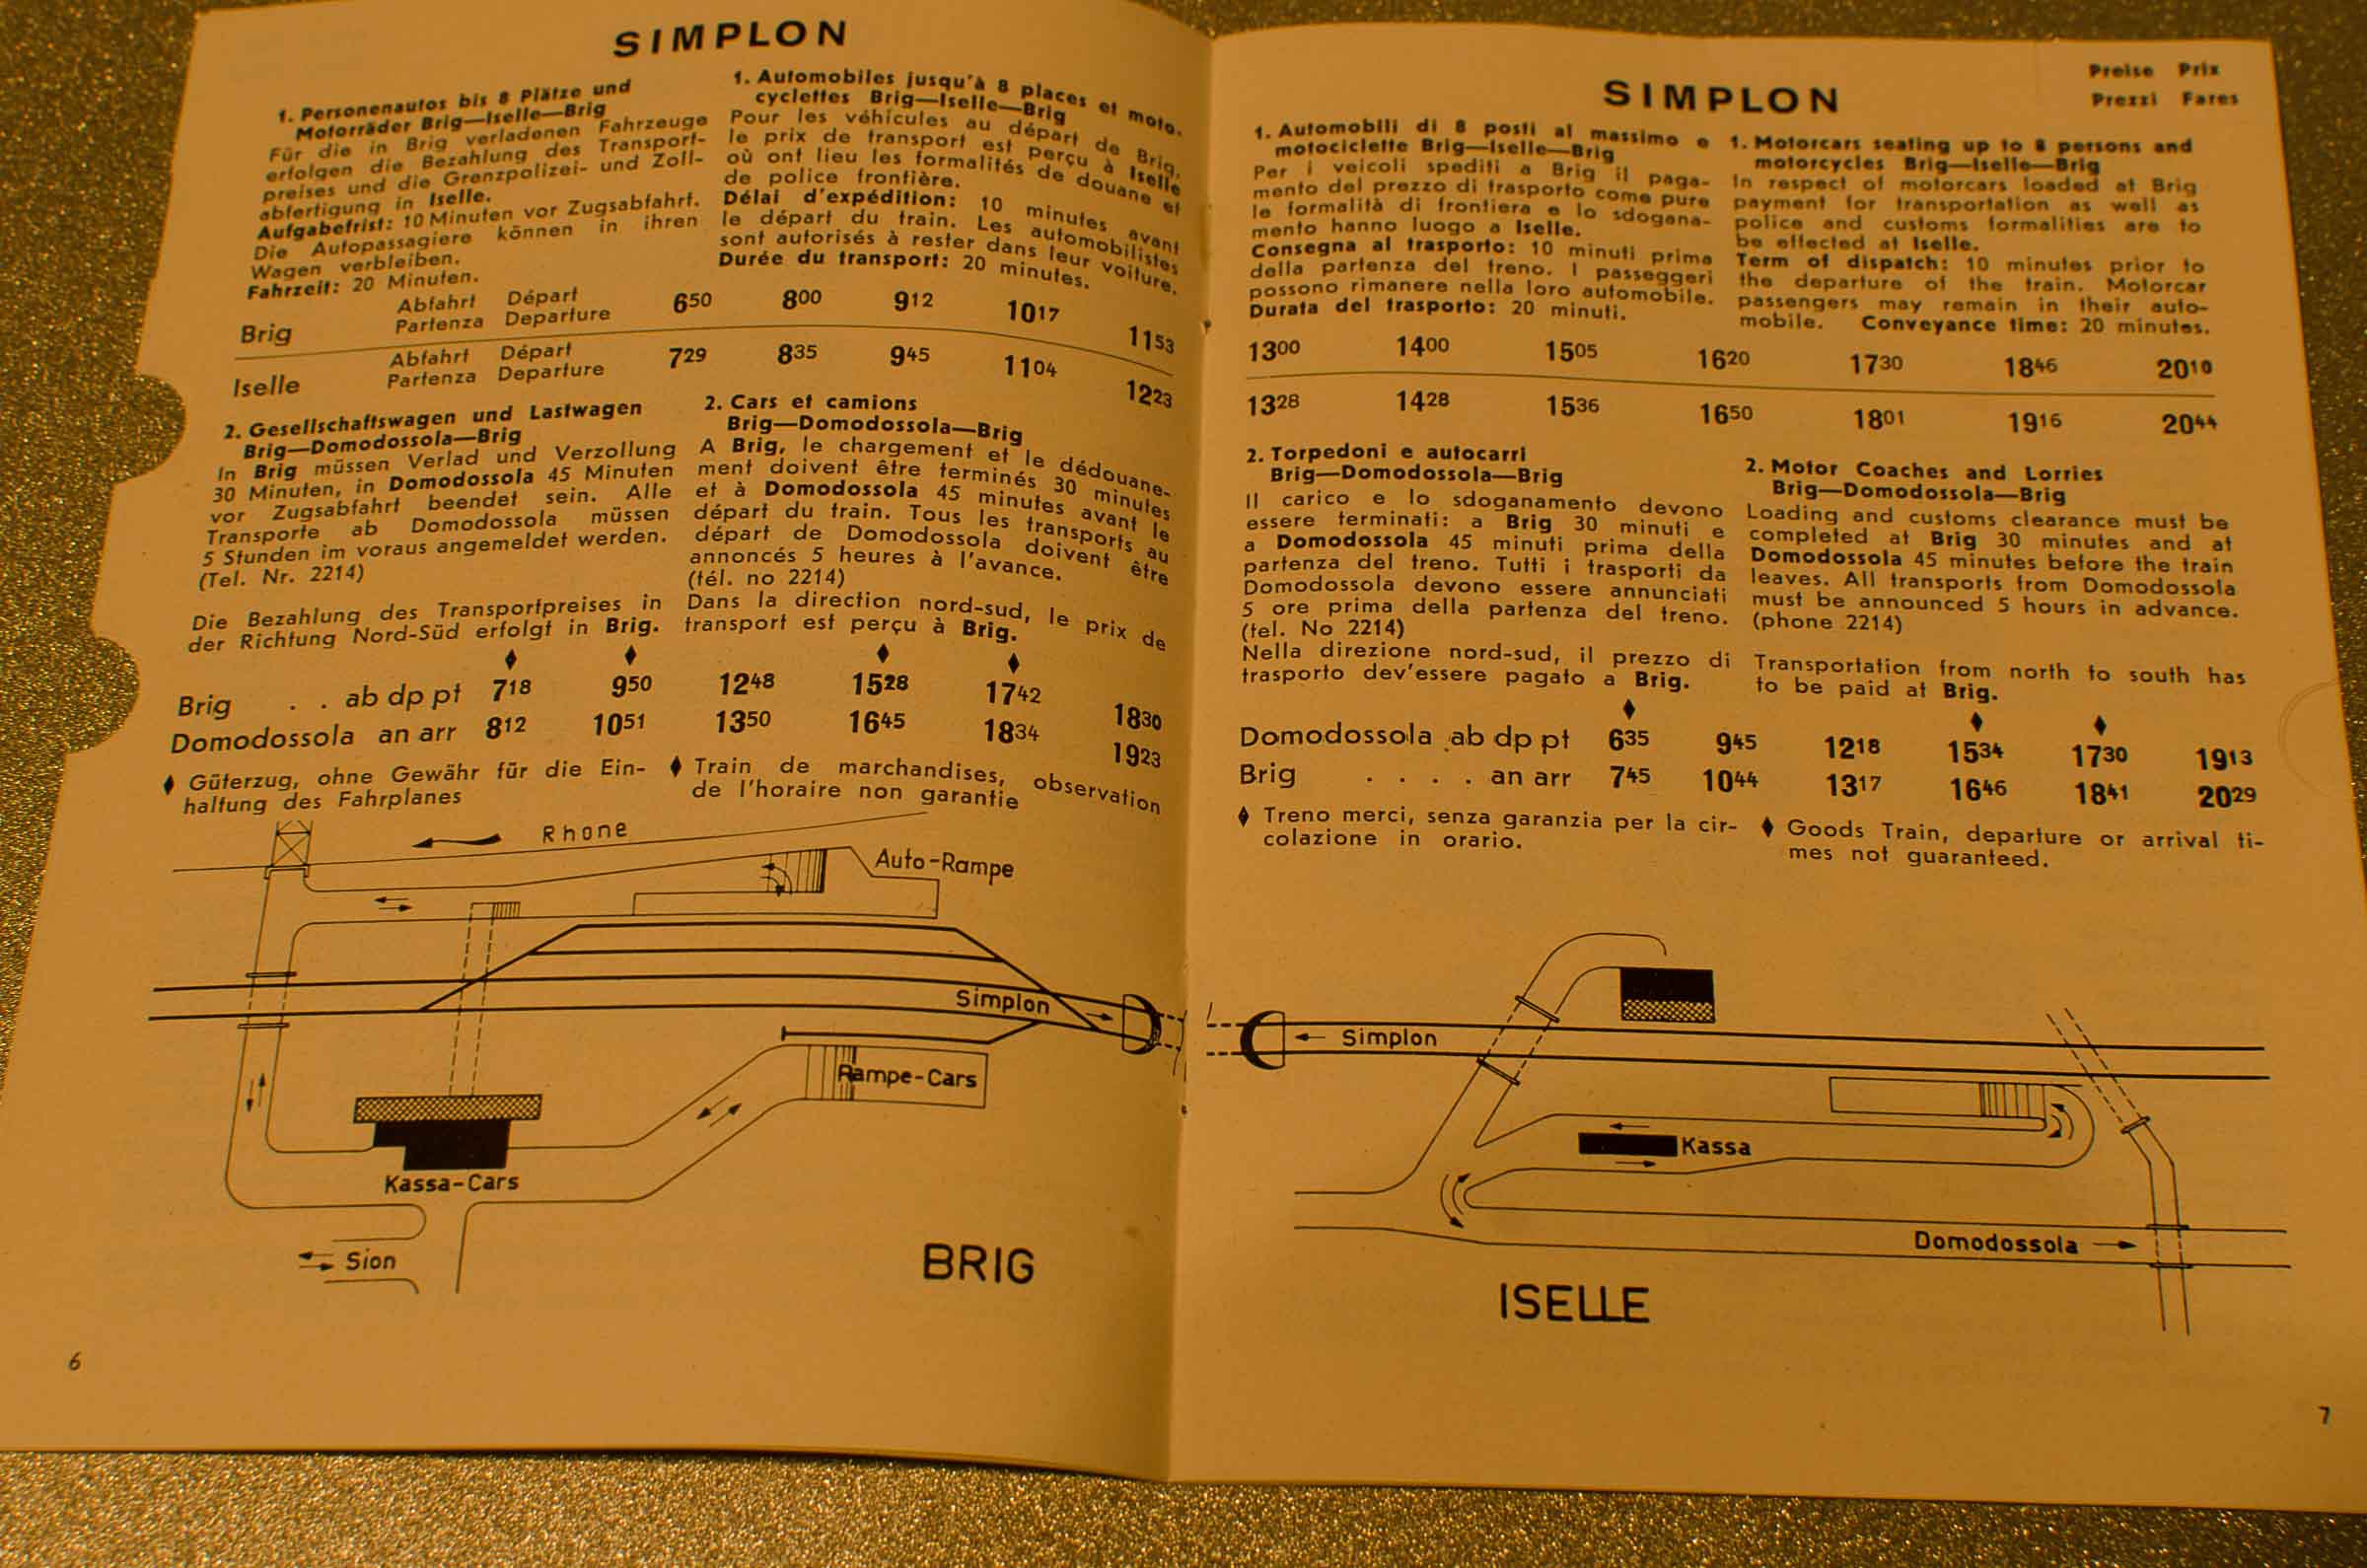 SIMPLON
1. Personenautos bis 8 Plätze und
Motorräder Brig—Iselle—Brig
Für die in Brig verladenen Fahrzeuge
erfolgen die Bezahlung des Transport-
preises und die Grenzpolizei- und Zoll-
abfertigung in Iselle.
Aufgabefrist: 10 Minuten vor Zugsabfahrt.
Die Autopassagiere können in ihren
Wagen verbleiben.
Fahrzeit: 20 Minuten.
1. Automobiles jusqu'à 8 places et moto-
cyclettes Brig—Iselle—Brig
Pour les véhicules au départ de Brig,
le prix de transport est perçu à Iselle
où ont lieu les formalités de douane et
de police frontière.
Délai d'expédition: 10 minutes avant
le départ du train. Les automobilistes
sont autorisés à rester dans leur voiture.
Durée du transport: 20 minutes.
Brig Abfahrt Départ Partenza Departure 650 800 912 1017 1153
Iselle Abfahrt Départ Partenza Departure 729 835 945 1104 1223
2. Gesellschaftswagen und Lastwagen
Brig—Domodossola—Brig
In Brig müssen Verlad und Verzollung
30 Minuten, in Domodossola 45 Minuten
vor Zugsabfahrt beendet sein. Alle
Transporte ab Domodossola müssen
5 Stunden im voraus angemeldet werden.
(Tel. Nr. 2214)
Die Bezahlung des Transportpreises in
der Richtung Nord-Süd erfolgt in Brig.
2. Cars et camions
Brig—Domodossola—Brig
A Brig, le chargement et le dédouane-
ment doivent être terminés 30 minutes
et à Domodossola 45 minutes avant le
départ du train. Tous les transports au
départ de Domodossola doivent être
annoncés 5 heures à l'avance.
(tél. no 2214)
Dans la direction nord-sud, le prix de
transport est perçu à Brig.
♦ ♦ ♦ ♦
Brig . . ab dp pt 718 950 1248 1528 1742 1830
Domodossola an arr 812 1051 1350 1645 1834 1923
♦ Güterzug, ohne Gewähr für die Ein-
haltung des Fahrplanes
♦ Train de marchandises, observation
de l'horaire non garantie
Rhone
Auto-Rampe
Simplon
Rampe-Cars
Kassa-Cars
Sion
BRIG
6
Preise Prix
Prezzi Fares
SIMPLON
1. Automobili di 8 posti al massimo e
motociclette Brig—Iselle—Brig
Per i veicoli spediti a Brig il paga-
mento del prezzo di trasporto come pure
le formalità di frontiera e lo sdogana-
mento hanno luogo a Iselle.
Consegna al trasporto: 10 minuti prima
della partenza del treno. I passeggeri
possono rimanere nella loro automobile.
Durata del trasporto: 20 minuti.
1. Motorcars seating up to 8 persons and
motorcycles Brig—Iselle—Brig
In respect of motorcars loaded at Brig
payment for transportation as well as
police and customs formalities are to
be effected at Iselle.
Term of dispatch: 10 minutes prior to
the departure of the train. Motorcar
passengers may remain in their auto-
mobile. Conveyance time: 20 minutes.
1300 1400 1505 1620 1730 1846 2010
1328 1428 1536 1650 1801 1916 2044
2. Torpedoni e autocarri
Brig—Domodossola—Brig
Il carico e lo sdoganamento devono
essere terminati: a Brig 30 minuti e
a Domodossola 45 minuti prima della
partenza del treno. Tutti i trasporti da
Domodossola devono essere annunciati
5 ore prima della partenza del treno.
(tel. No 2214)
Nella direzione nord-sud, il prezzo di
trasporto dev'essere pagato a Brig.
2. Motor Coaches and Lorries
Brig—Domodossola—Brig
Loading and customs clearance must be
completed at Brig 30 minutes and at
Domodossola 45 minutes before the train
leaves. All transports from Domodossola
must be announced 5 hours in advance.
(phone 2214)
Transportation from north to south has
to be paid at Brig.
♦ ♦ ♦
Domodossola ab dp pt 635 945 1218 1534 1730 1913
Brig . . . . an arr 745 1044 1317 1646 1841 2029
♦ Treno merci, senza garanzia per la cir-
colazione in orario.
♦ Goods Train, departure or arrival ti-
mes not guaranteed.
Simplon
Kassa
Domodossola
ISELLE
7